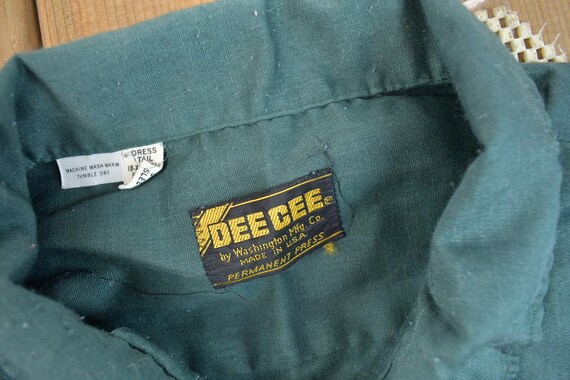 MACHINE WASH WARM
TUMBLE DRY
DRESS
TAIL
DEE CEE®
by Washington Mfg. Co.
MADE IN U.S.A.
PERMANENT PRESS